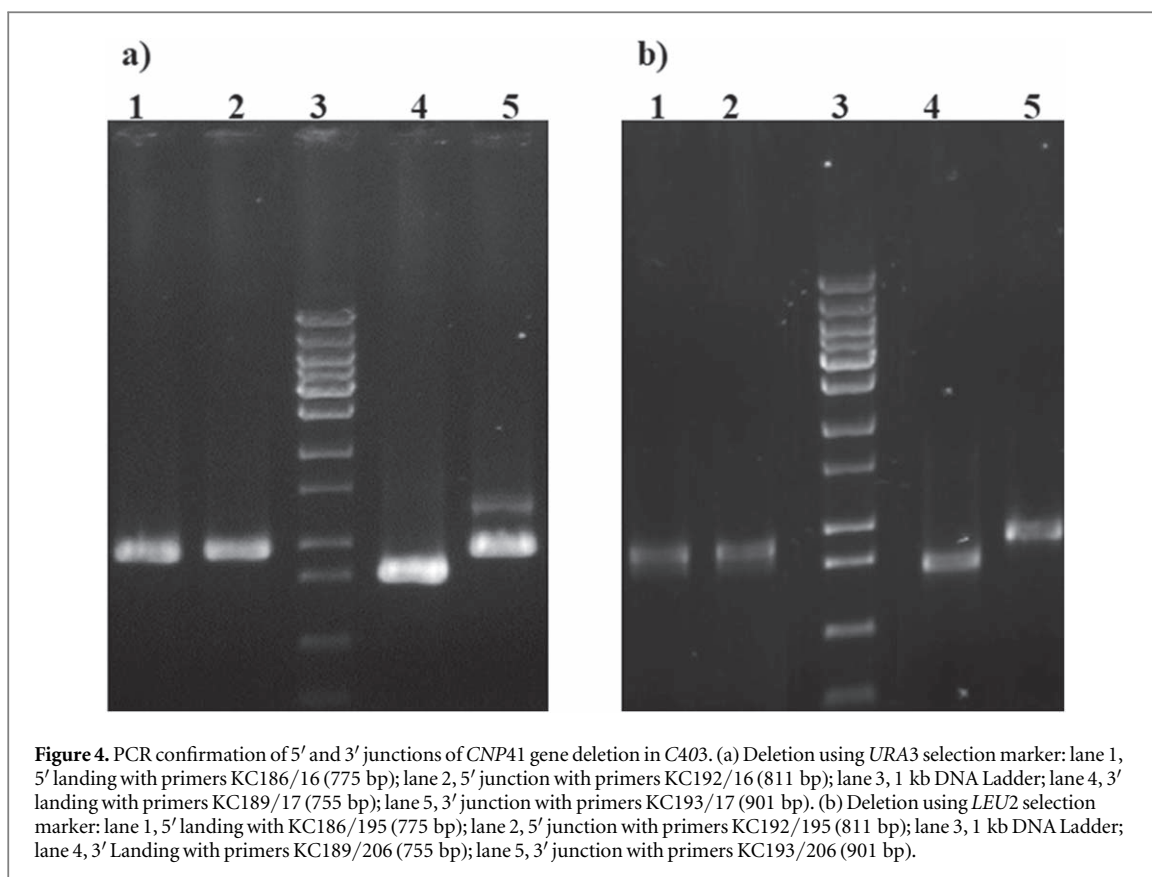 a)
b)
1 2 3 4 5
1 2 3 4 5
Figure 4. PCR confirmation of 5′ and 3′ junctions of CNP41 gene deletion in C403. (a) Deletion using URA3 selection marker: lane 1,
5′ landing with primers KC186/16 (775 bp); lane 2, 5′ junction with primers KC192/16 (811 bp); lane 3, 1 kb DNA Ladder; lane 4, 3′
landing with primers KC189/17 (755 bp); lane 5, 3′ junction with primers KC193/17 (901 bp). (b) Deletion using LEU2 selection
marker: lane 1, 5′ landing with KC186/195 (775 bp); lane 2, 5′ junction with primers KC192/195 (811 bp); lane 3, 1 kb DNA Ladder;
lane 4, 3′ Landing with primers KC189/206 (755 bp); lane 5, 3′ junction with primers KC193/206 (901 bp).